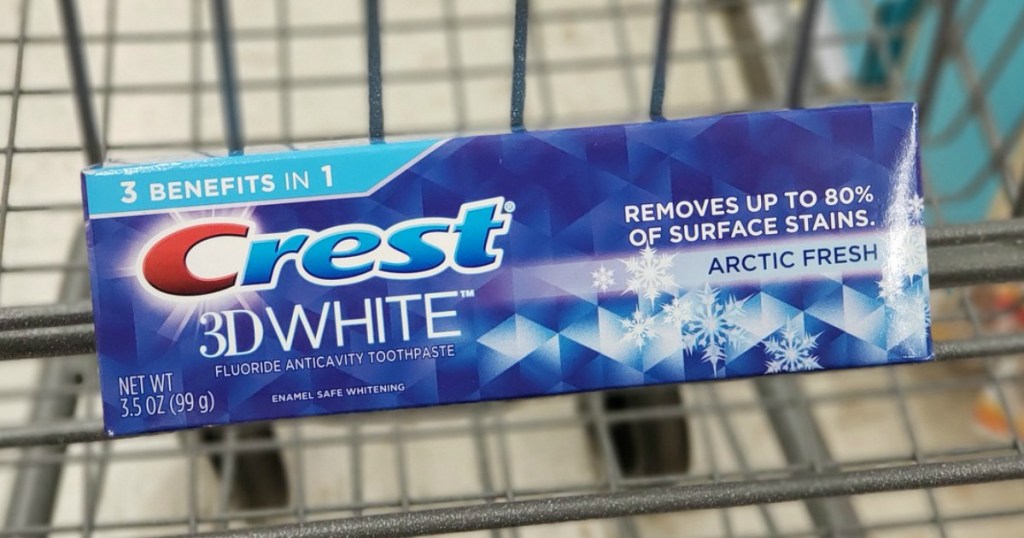 3 BENEFITS IN 1
Crest®
3D WHITE™
FLUORIDE ANTICAVITY TOOTHPASTE
ENAMEL SAFE WHITENING
NET WT
3.5 OZ (99 g)
REMOVES UP TO 80%
OF SURFACE STAINS.
ARCTIC FRESH